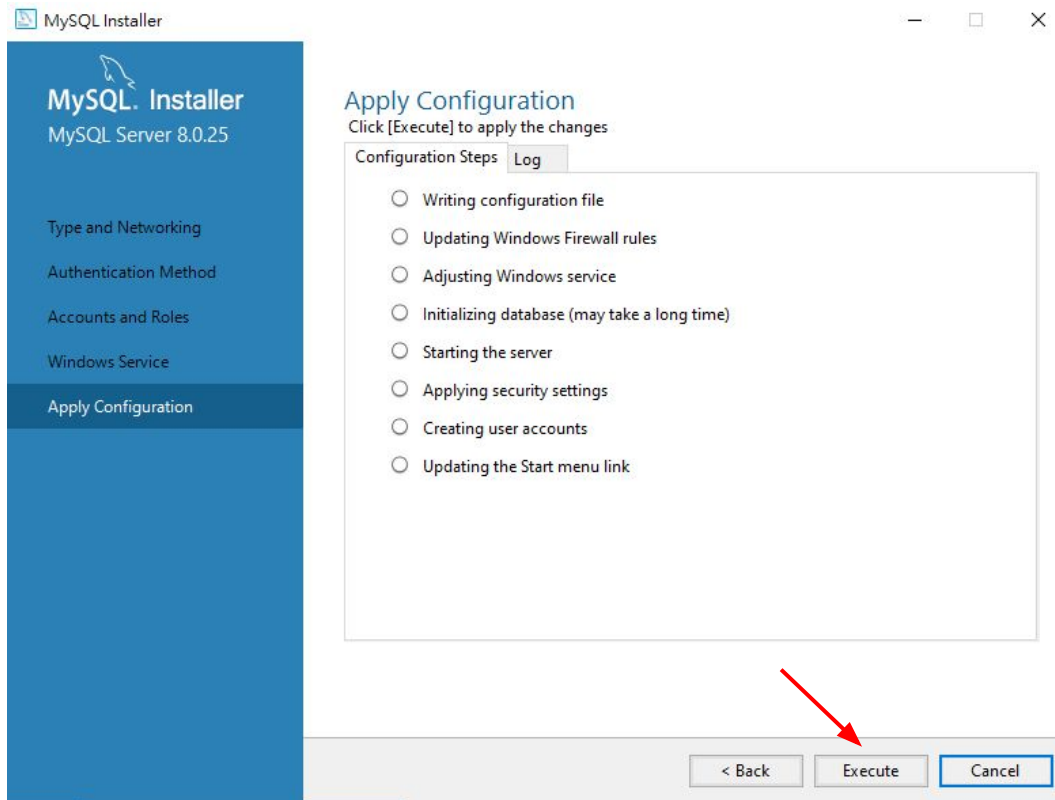 MySQL Installer
MySQL. Installer
MySQL Server 8.0.25
Type and Networking
Authentication Method
Accounts and Roles
Windows Service
Apply Configuration
Apply Configuration
Click [Execute] to apply the changes
Configuration Steps Log
Writing configuration file
Updating Windows Firewall rules
Adjusting Windows service
Initializing database (may take a long time)
Starting the server
Applying security settings
Creating user accounts
Updating the Start menu link
< Back Execute Cancel